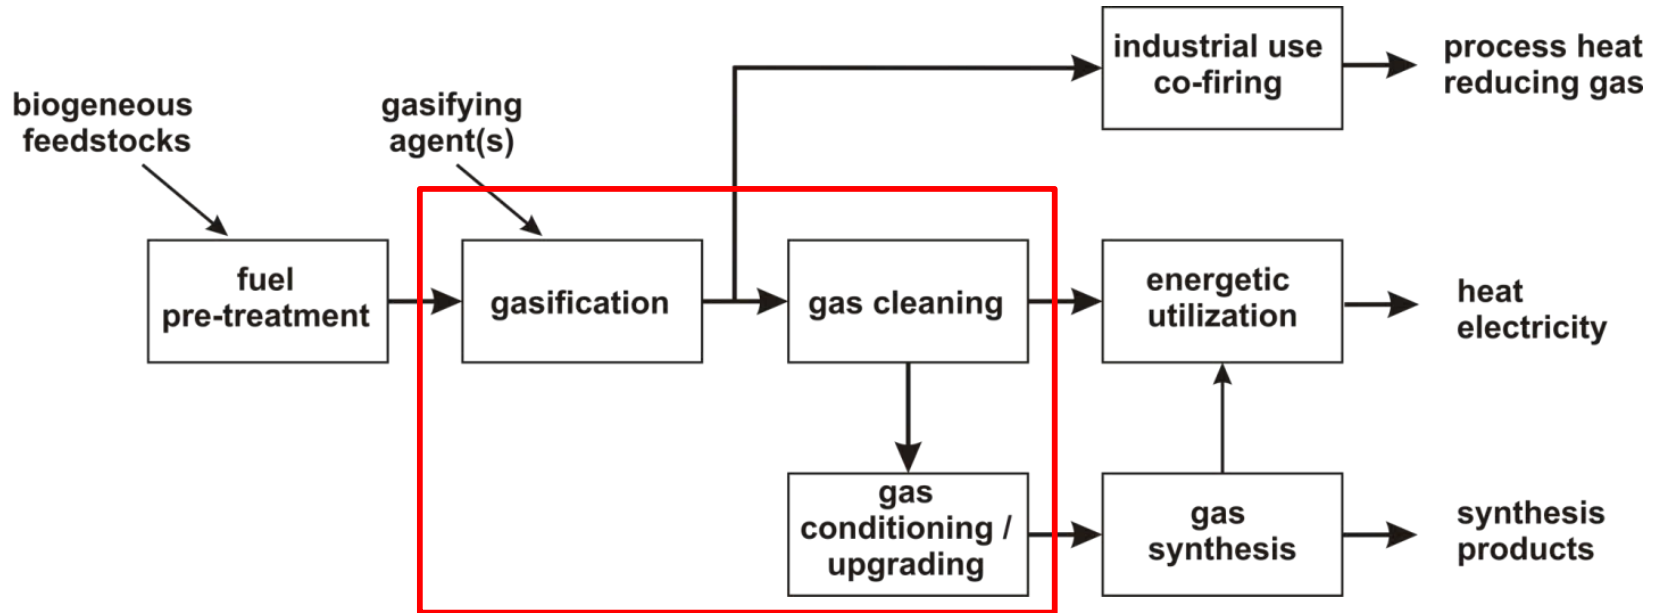 industrial use
co-firing
process heat
reducing gas
biogeneous
feedstocks
gasifying
agent(s)
fuel
pre-treatment
gasification
gas cleaning
energetic
utilization
heat
electricity
gas
conditioning /
upgrading
gas
synthesis
synthesis
products